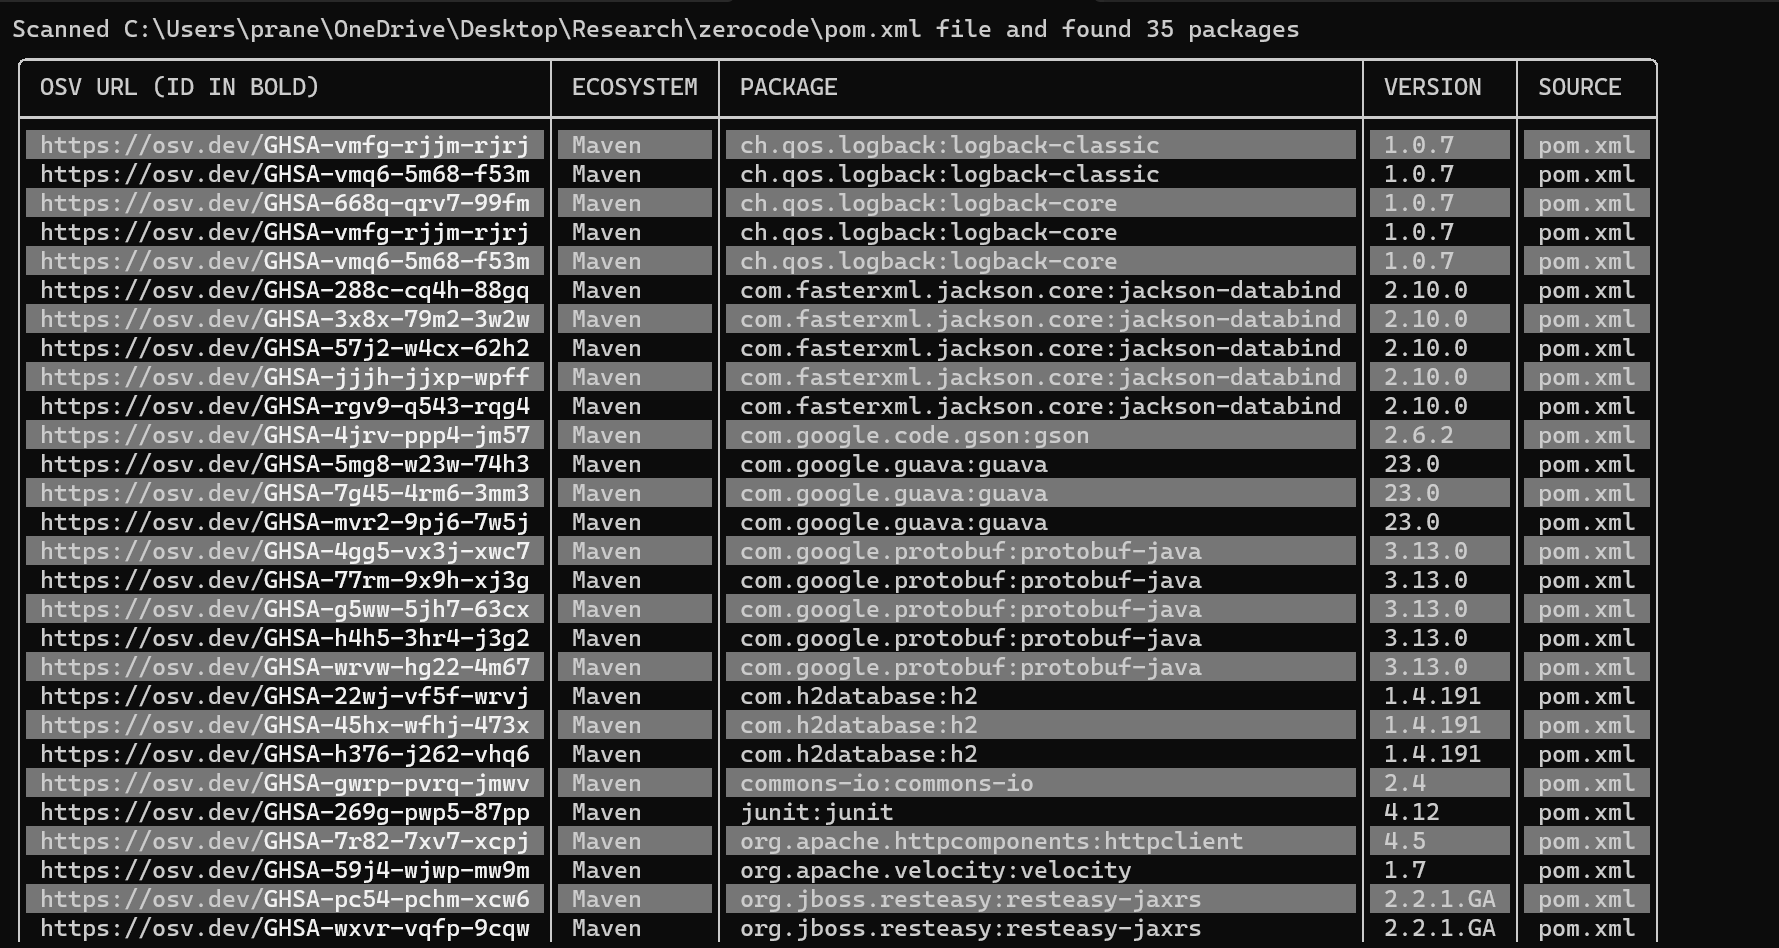 Scanned C:\Users\prane\OneDrive\Desktop\Research\zerocode\pom.xml file and found 35 packages
OSV URL (ID IN BOLD) ECOSYSTEM PACKAGE VERSION SOURCE
https://osv.dev/GHSA-vmfg-rjjm-rjrj Maven ch.qos.logback:logback-classic 1.0.7 pom.xml
https://osv.dev/GHSA-vmq6-5m68-f53m Maven ch.qos.logback:logback-classic 1.0.7 pom.xml
https://osv.dev/GHSA-668q-qrv7-99fm Maven ch.qos.logback:logback-core 1.0.7 pom.xml
https://osv.dev/GHSA-vmfg-rjjm-rjrj Maven ch.qos.logback:logback-core 1.0.7 pom.xml
https://osv.dev/GHSA-vmq6-5m68-f53m Maven ch.qos.logback:logback-core 1.0.7 pom.xml
https://osv.dev/GHSA-288c-cq4h-88gq Maven com.fasterxml.jackson.core:jackson-databind 2.10.0 pom.xml
https://osv.dev/GHSA-3x8x-79m2-3w2w Maven com.fasterxml.jackson.core:jackson-databind 2.10.0 pom.xml
https://osv.dev/GHSA-57j2-w4cx-62h2 Maven com.fasterxml.jackson.core:jackson-databind 2.10.0 pom.xml
https://osv.dev/GHSA-jjjh-jjxp-wpff Maven com.fasterxml.jackson.core:jackson-databind 2.10.0 pom.xml
https://osv.dev/GHSA-rgv9-q543-rqg4 Maven com.fasterxml.jackson.core:jackson-databind 2.10.0 pom.xml
https://osv.dev/GHSA-4jrv-ppp4-jm57 Maven com.google.code.gson:gson 2.6.2 pom.xml
https://osv.dev/GHSA-5mg8-w23w-74h3 Maven com.google.guava:guava 23.0 pom.xml
https://osv.dev/GHSA-7g45-4rm6-3mm3 Maven com.google.guava:guava 23.0 pom.xml
https://osv.dev/GHSA-mvr2-9pj6-7w5j Maven com.google.guava:guava 23.0 pom.xml
https://osv.dev/GHSA-4gg5-vx3j-xwc7 Maven com.google.protobuf:protobuf-java 3.13.0 pom.xml
https://osv.dev/GHSA-77rm-9x9h-xj3g Maven com.google.protobuf:protobuf-java 3.13.0 pom.xml
https://osv.dev/GHSA-g5ww-5jh7-63cx Maven com.google.protobuf:protobuf-java 3.13.0 pom.xml
https://osv.dev/GHSA-h4h5-3hr4-j3g2 Maven com.google.protobuf:protobuf-java 3.13.0 pom.xml
https://osv.dev/GHSA-wrvw-hg22-4m67 Maven com.google.protobuf:protobuf-java 3.13.0 pom.xml
https://osv.dev/GHSA-22wj-vf5f-wrvj Maven com.h2database:h2 1.4.191 pom.xml
https://osv.dev/GHSA-45hx-wfhj-473x Maven com.h2database:h2 1.4.191 pom.xml
https://osv.dev/GHSA-h376-j262-vhq6 Maven com.h2database:h2 1.4.191 pom.xml
https://osv.dev/GHSA-gwrp-pvrq-jmwv Maven commons-io:commons-io 2.4 pom.xml
https://osv.dev/GHSA-269g-pwp5-87pp Maven junit:junit 4.12 pom.xml
https://osv.dev/GHSA-7r82-7xv7-xcpj Maven org.apache.httpcomponents:httpclient 4.5 pom.xml
https://osv.dev/GHSA-59j4-wjwp-mw9m Maven org.apache.velocity:velocity 1.7 pom.xml
https://osv.dev/GHSA-pc54-pchm-xcw6 Maven org.jboss.resteasy:resteasy-jaxrs 2.2.1.GA pom.xml
https://osv.dev/GHSA-wxvr-vqfp-9cqw Maven org.jboss.resteasy:resteasy-jaxrs 2.2.1.GA pom.xml